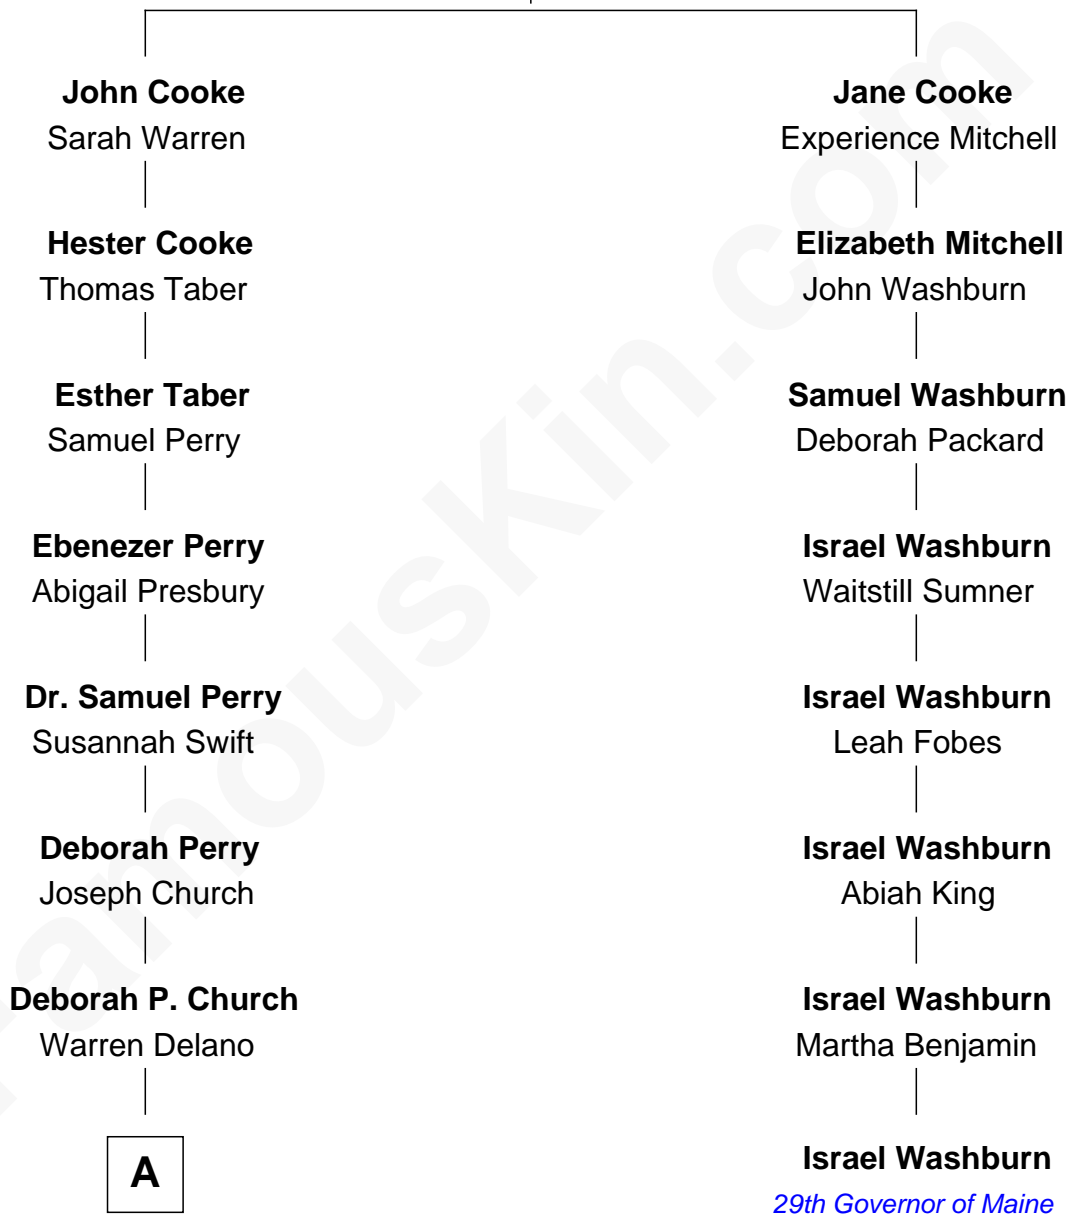 John Cooke
Sarah Warren
Hester Cooke
Thomas Taber
Esther Taber
Samuel Perry
Ebenezer Perry
Abigail Presbury
Dr. Samuel Perry
Susannah Swift
Deborah Perry
Joseph Church
Deborah P. Church
Warren Delano
A
Jane Cooke
Experience Mitchell
Elizabeth Mitchell
John Washburn
Samuel Washburn
Deborah Packard
Israel Washburn
Waitstill Sumner
Israel Washburn
Leah Fobes
Israel Washburn
Abiah King
Israel Washburn
Martha Benjamin
Israel Washburn
29th Governor of Maine
FamousKin.com